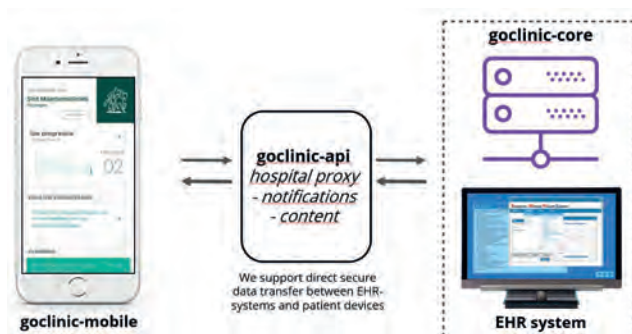 goclinic-core
goclinic-api
hospital proxy
- notifications
- content
02
We support direct secure
data transfer between EHR-
systems and patient devices
goclinic-mobile
EHR system